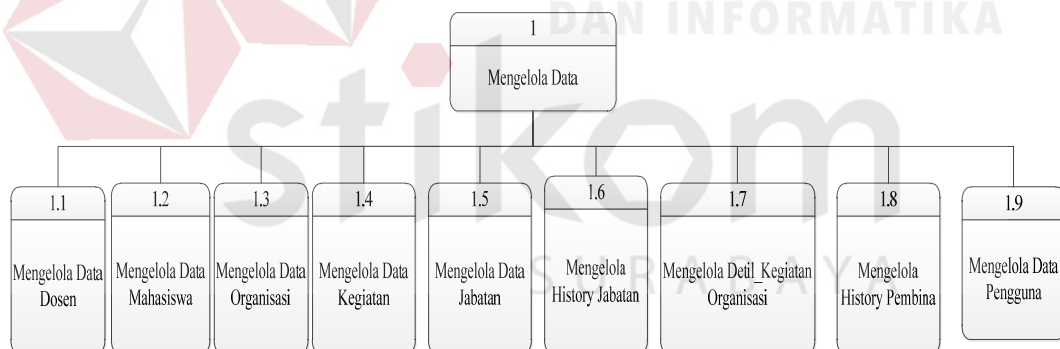 DAN INFORMATIKA
1
Mengelola Data
stikom
SURABAYA
1.1
Mengelola Data
Dosen
1.2
Mengelola Data
Mahasiswa
1.3
Mengelola Data
Organisasi
1.4
Mengelola Data
Kegiatan
1.5
Mengelola Data
Jabatan
1.6
Mengelola
History Jabatan
1.7
Mengelola Detil_Kegiatan
Organisasi
1.8
Mengelola
History Pembina
1.9
Mengelola Data
Pengguna